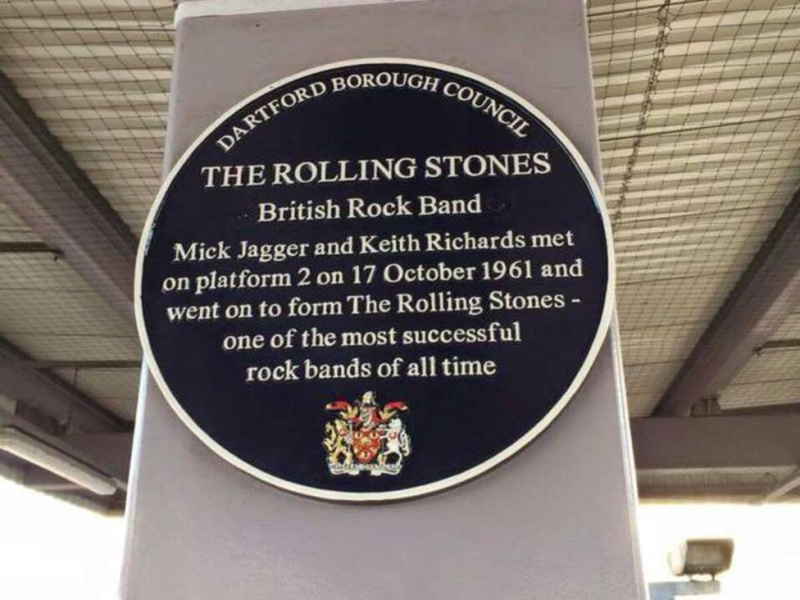 DARTFORD BOROUGH COUNCIL
THE ROLLING STONES
British Rock Band
Mick Jagger and Keith Richards met
on platform 2 on 17 October 1961 and
went on to form The Rolling Stones -
one of the most successful
rock bands of all time